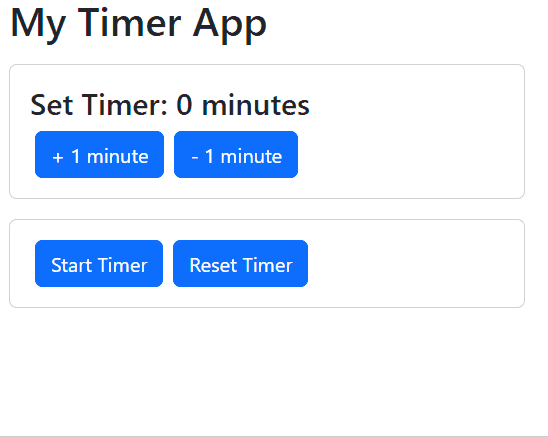 My Timer App
Set Timer: 0 minutes
+ 1 minute - 1 minute
Start Timer Reset Timer